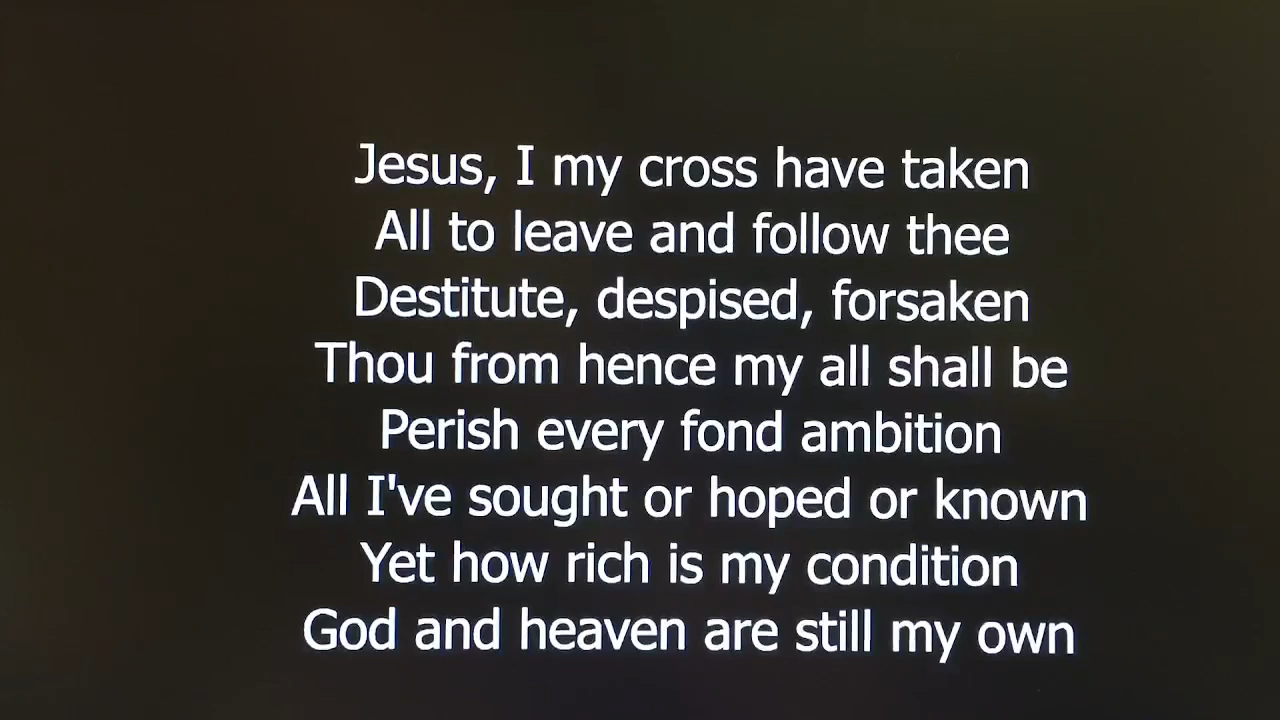 Jesus, I my cross have taken
All to leave and follow thee
Destitute, despised, forsaken
Thou from hence my all shall be
Perish every fond ambition
All I've sought or hoped or known
Yet how rich is my condition
God and heaven are still my own